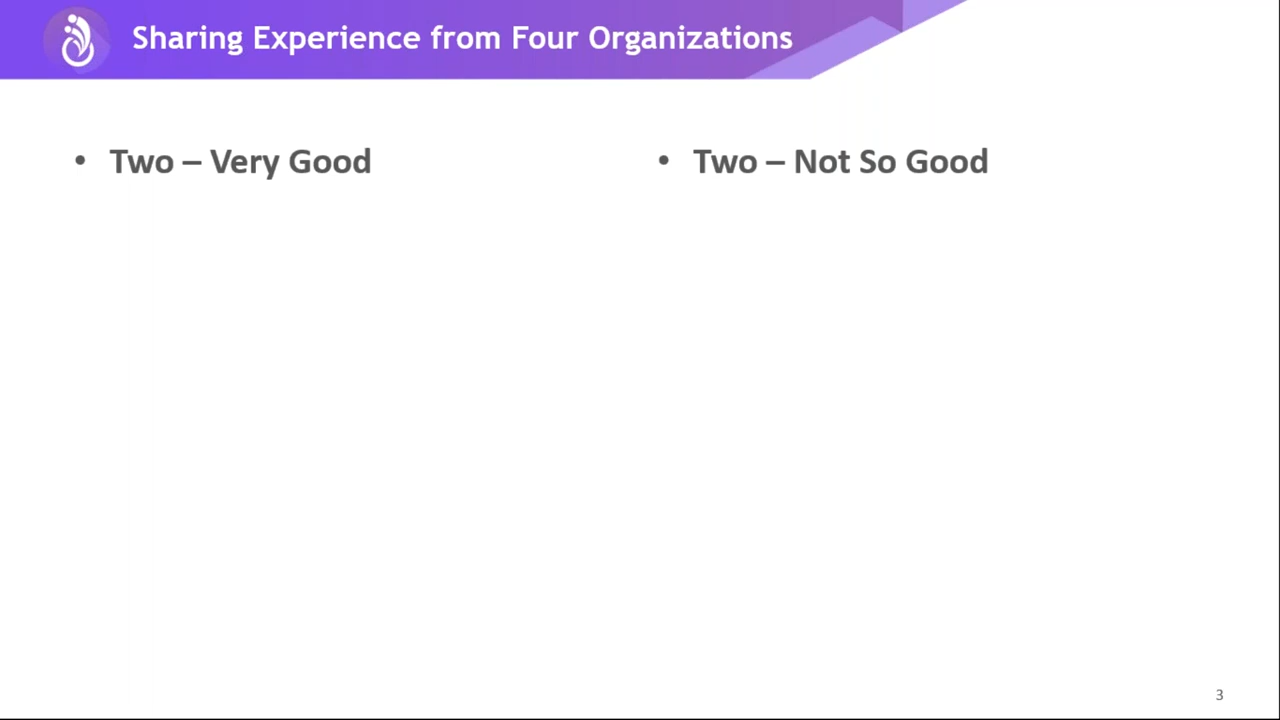 Sharing Experience from Four Organizations
• Two – Very Good
• Two – Not So Good
3